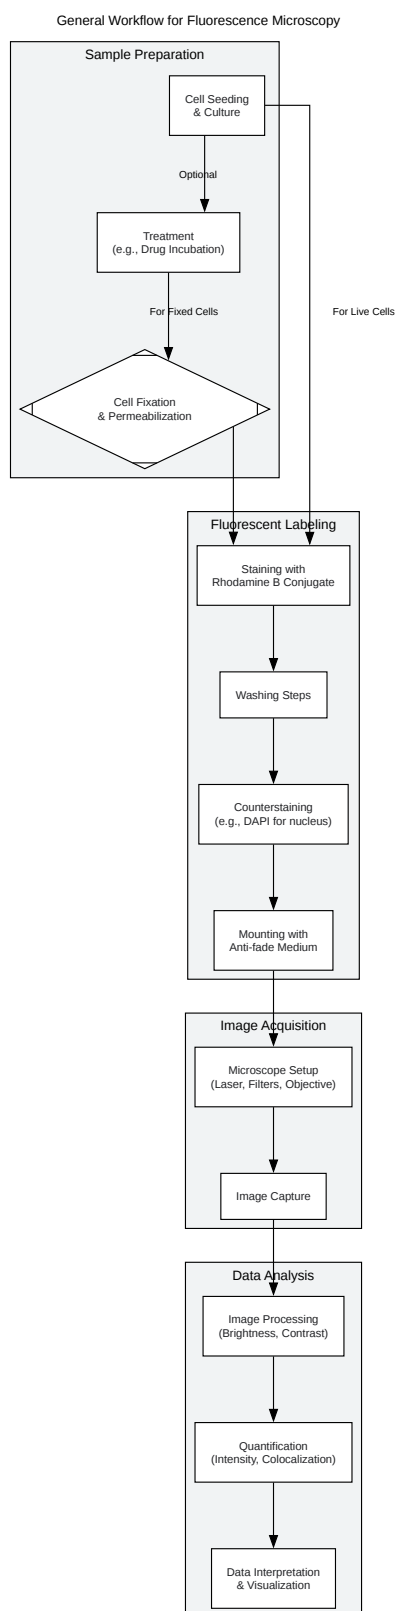 General Workflow for Fluorescence Microscopy
Sample Preparation
Cell Seeding
& Culture
Optional
Treatment
(e.g., Drug Incubation)
For Fixed Cells
For Live Cells
Cell Fixation
& Permeabilization
Fluorescent Labeling
Staining with
Rhodamine B Conjugate
Washing Steps
Counterstaining
(e.g., DAPI for nucleus)
Mounting with
Anti-fade Medium
Image Acquisition
Microscope Setup
(Laser, Filters, Objective)
Image Capture
Data Analysis
Image Processing
(Brightness, Contrast)
Quantification
(Intensity, Colocalization)
Data Interpretation
& Visualization